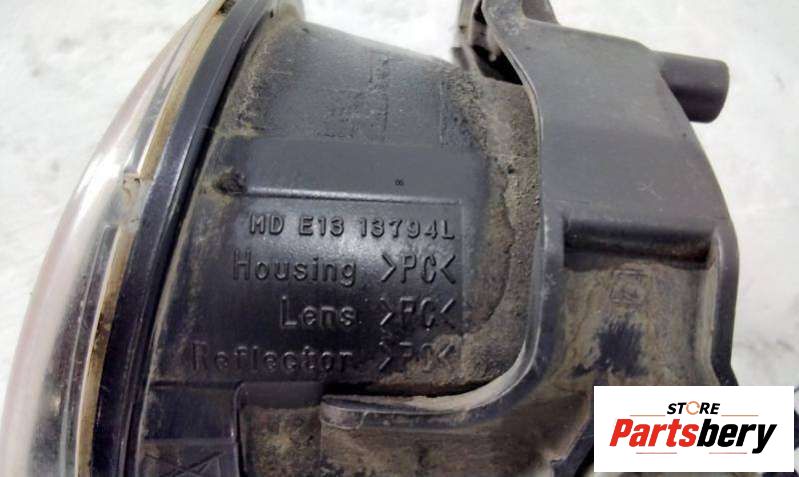 MD E13 13794L
Housing >PC<
Lens >PC<
Reflector >PC<
STORE
Partsbery